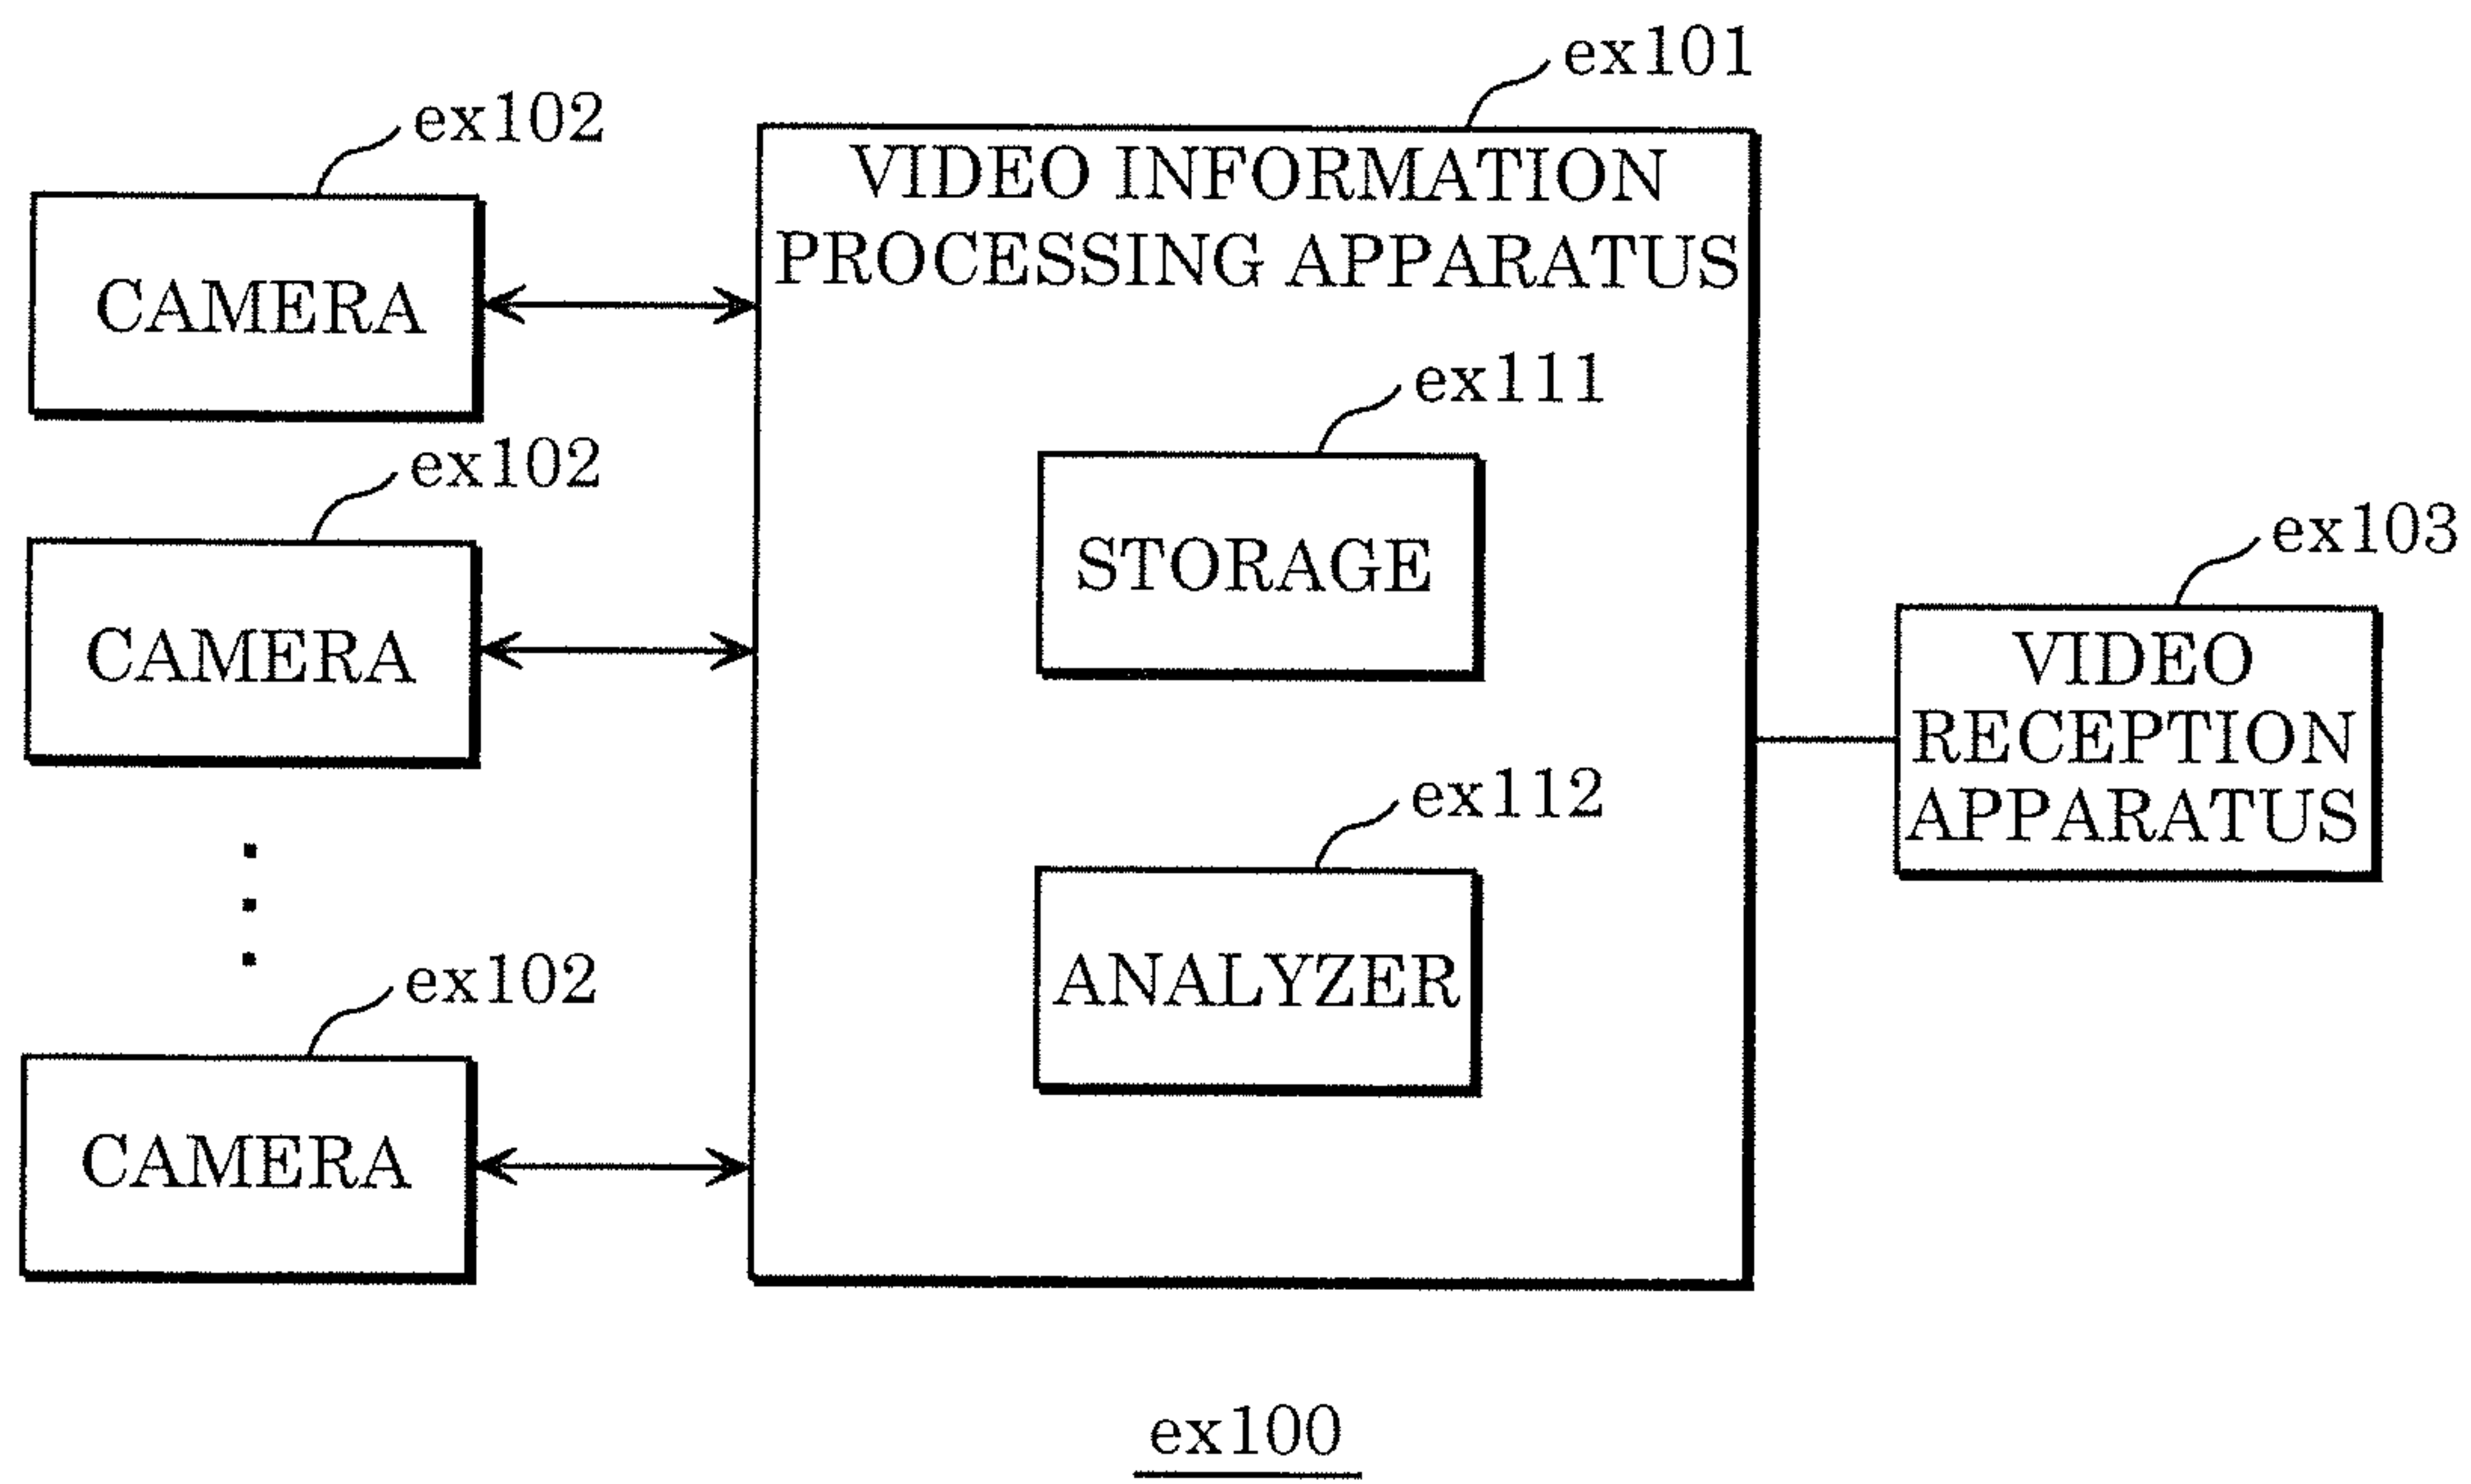 ex101
ex102
VIDEO INFORMATION
PROCESSING APPARATUS
CAMERA
ex111
ex102
STORAGE
ex103
CAMERA
VIDEO
RECEPTION
APPARATUS
ex112
ex102
ANALYZER
CAMERA
ex100